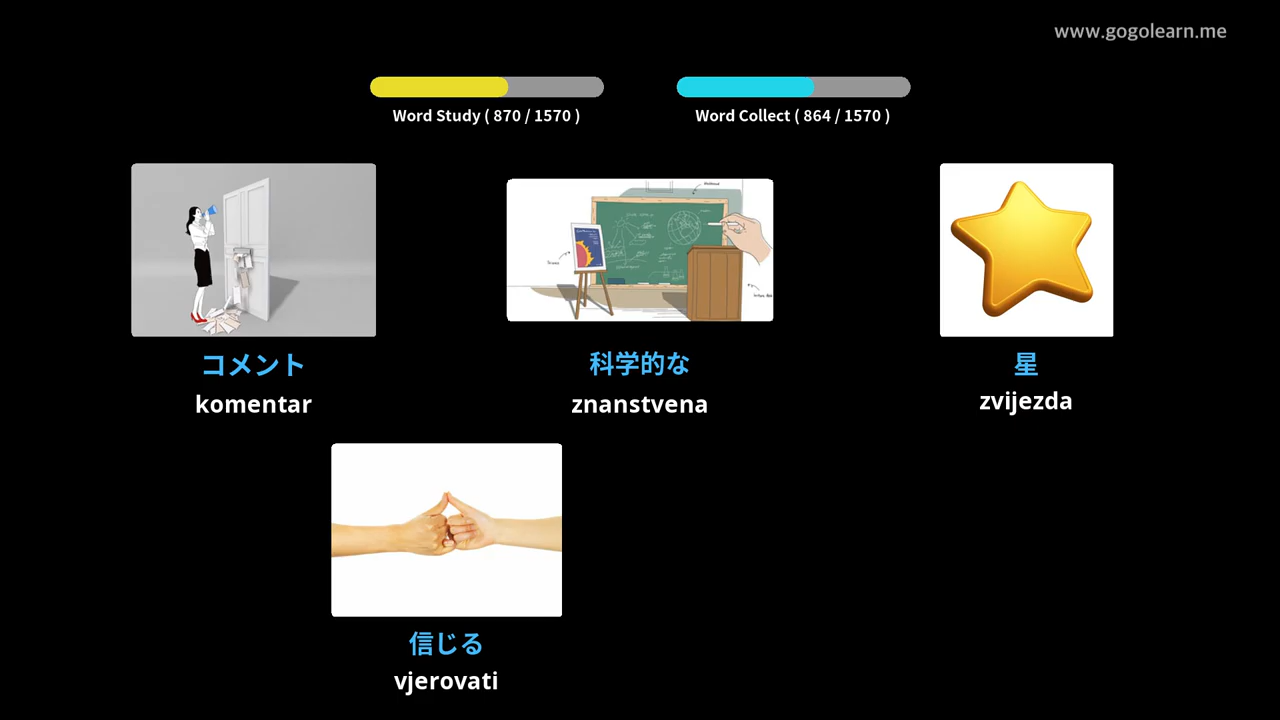 www.gogolearn.me
Word Study ( 870 / 1570 )
Word Collect ( 864 / 1570 )
コメント
komentar
科学的な
znanstvena
星
zvijezda
信じる
vjerovati